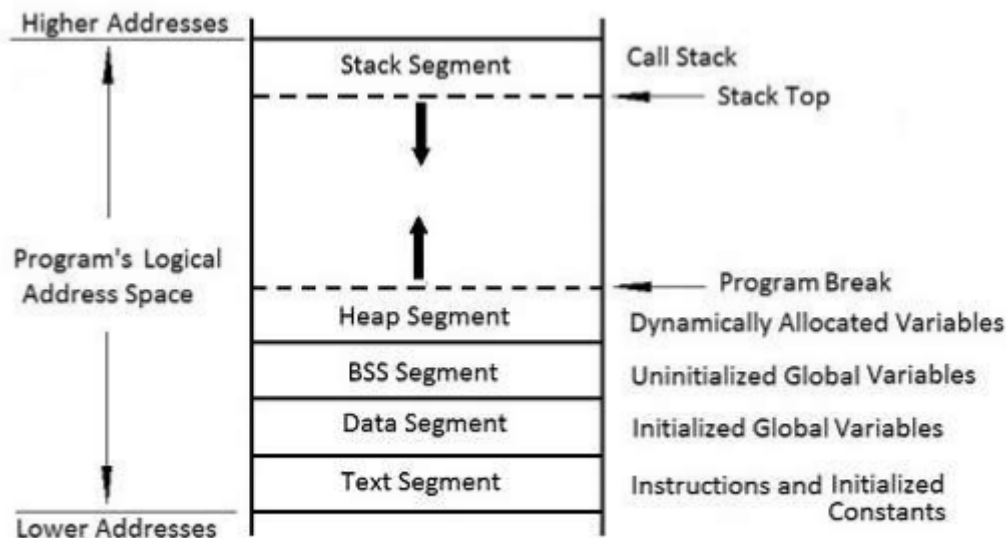 Higher Addresses
Stack Segment
Call Stack
Stack Top
Program's Logical
Address Space
Program Break
Heap Segment
Dynamically Allocated Variables
BSS Segment
Uninitialized Global Variables
Data Segment
Initialized Global Variables
Text Segment
Instructions and Initialized
Constants
Lower Addresses